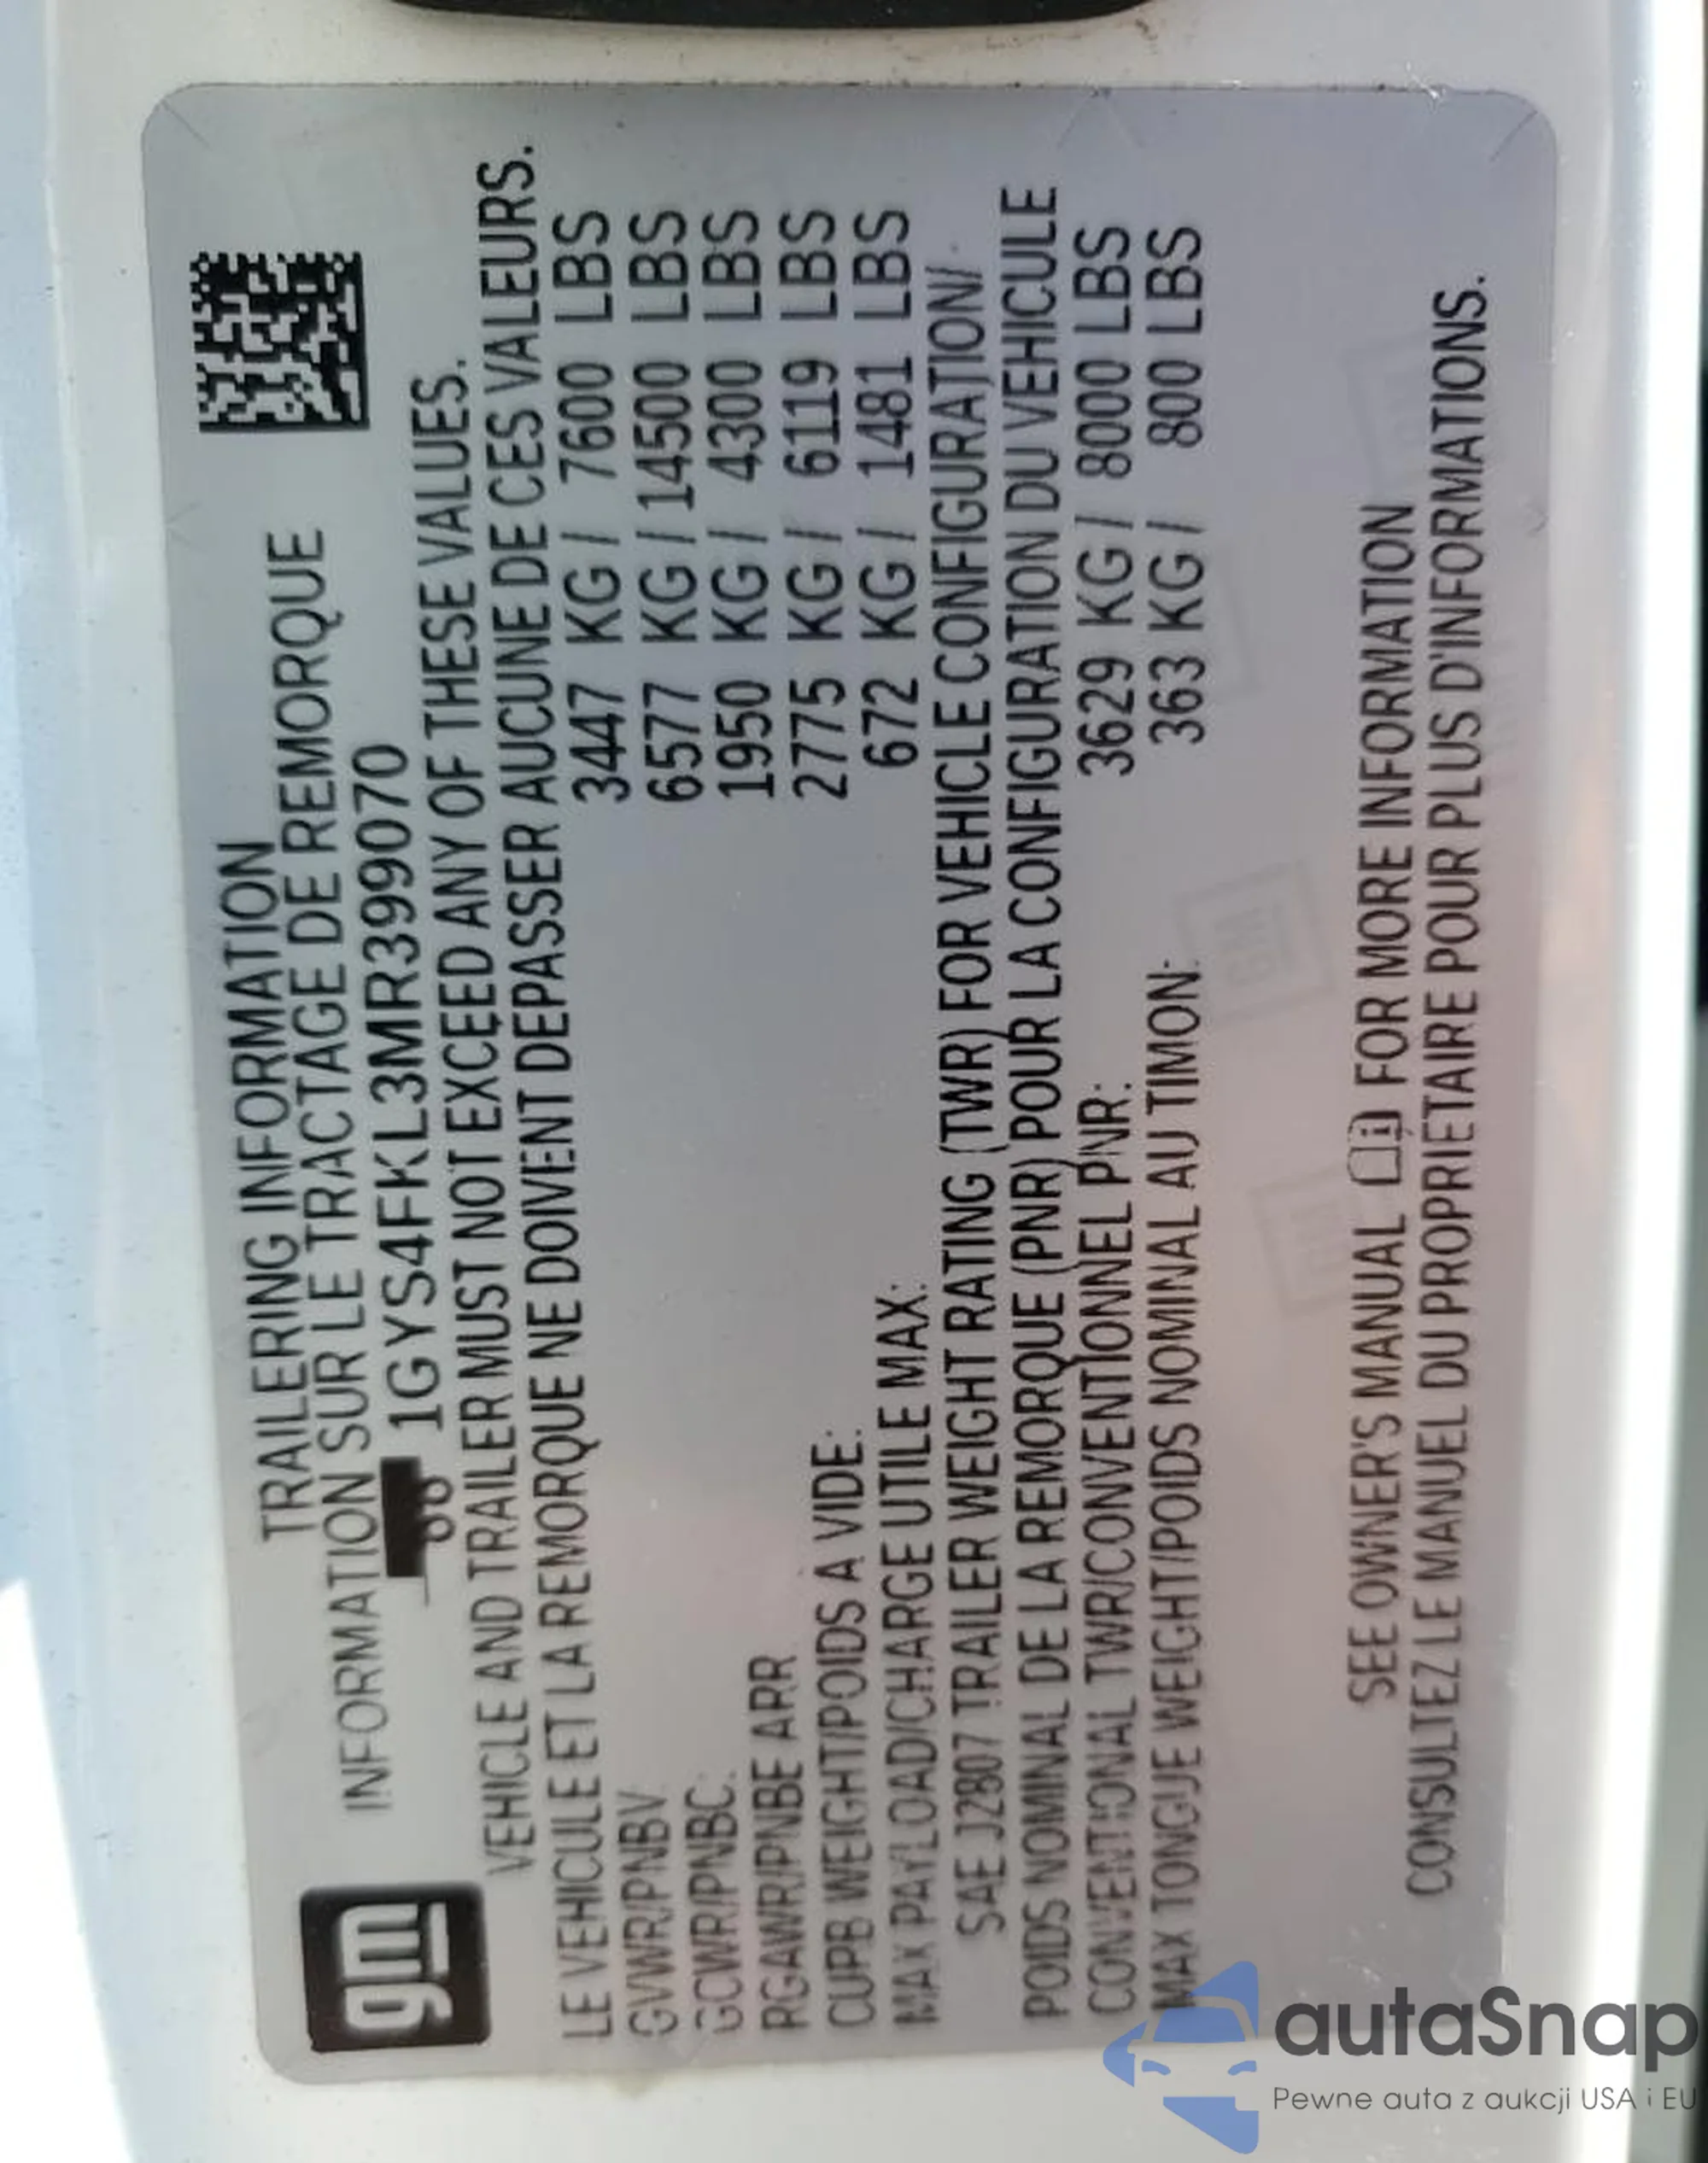 gm
TRAILERING INFORMATION
INFORMATION SUR LE TRACTAGE DE REMORQUE
1GYS4FKL3MR399070
VEHICLE AND TRAILER MUST NOT EXCEED ANY OF THESE VALUES.
LE VEHICULE ET LA REMORQUE NE DOIVENT DEPASSER AUCUNE DE CES VALEURS.
GVWR/PNBV 3447 KG / 7600 LBS
GCWR/PNBC: 6577 KG / 14500 LBS
RGAWR/PNBE ARR 1950 KG / 4300 LBS
CURB WEIGHT/POIDS A VIDE: 2775 KG / 6119 LBS
MAX PAYLOAD/CHARGE UTILE MAX: 672 KG / 1481 LBS
SAE J2807 TRAILER WEIGHT RATING (TWR) FOR VEHICLE CONFIGURATION/
POIDS NOMINAL DE LA REMORQUE (PNR) POUR LA CONFIGURATION DU VEHICULE
CONVENTIONAL TWR/CONVENTIONNEL PNR: 3629 KG / 8000 LBS
MAX TONGUE WEIGHT/POIDS NOMINAL AU TIMON: 363 KG / 800 LBS
SEE OWNER'S MANUAL FOR MORE INFORMATION
CONSULTEZ LE MANUEL DU PROPRIETAIRE POUR PLUS D'INFORMATIONS.
autaSnap
Pewne auta z aukcji USA i EU